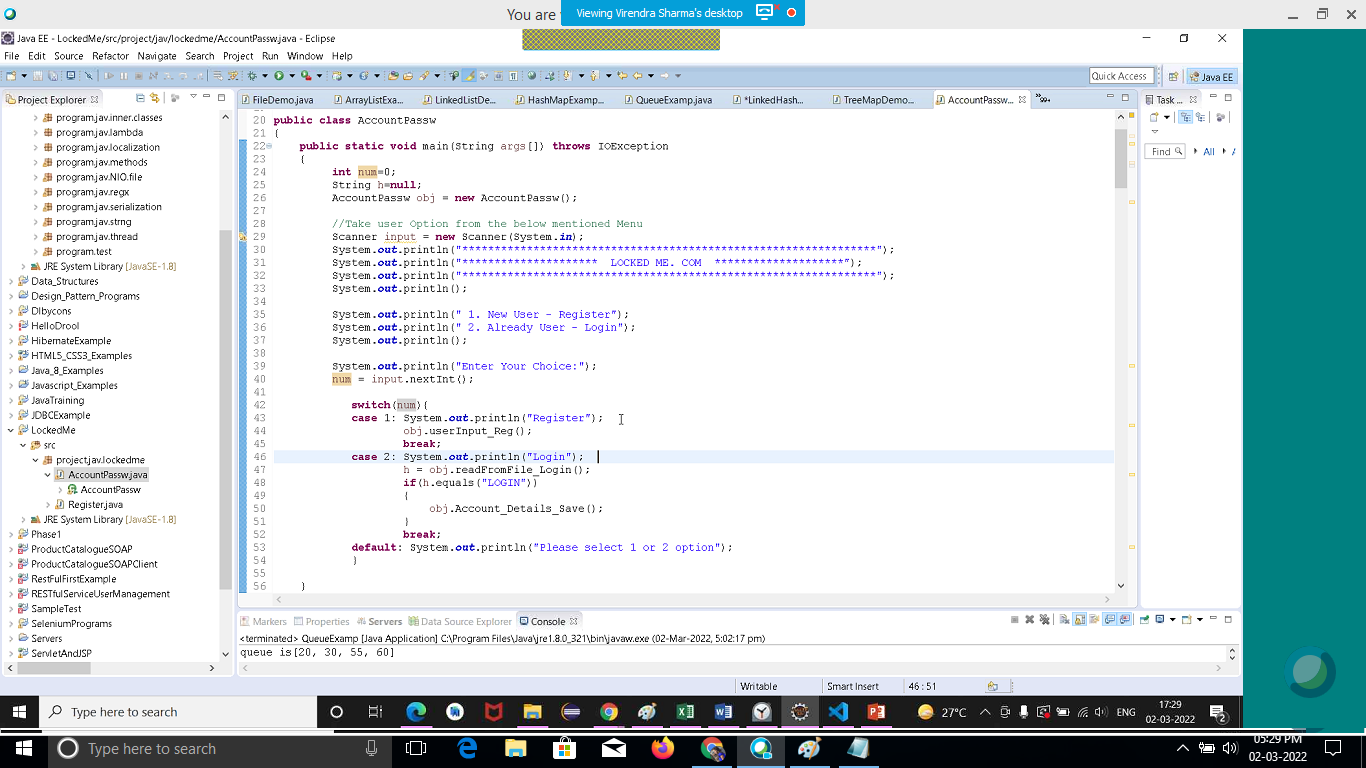 You are
Viewing Virendra Sharma's desktop
Java EE - LockedMe/src/project/jav/lockedme/AccountPassw.java - Eclipse
File Edit Source Refactor Navigate Search Project Run Window Help
Quick Access
Java EE
Project Explorer
program.jav.inner.classes
program.jav.lambda
program.jav.localization
program.jav.methods
program.jav.NIO.file
program.jav.regx
program.jav.serialization
program.jav.strng
program.jav.thread
program.test
JRE System Library [JavaSE-1.8]
Data_Structures
Design_Pattern_Programs
DIbycons
HelloDrool
HibernateExample
HTML5_CSS3_Examples
Java_8_Examples
Javascript_Examples
JavaTraining
JDBCExample
LockedMe
src
project.jav.lockedme
AccountPassw.java
AccountPassw
Register.java
JRE System Library [JavaSE-1.8]
Phase1
ProductCatalogueSOAP
ProductCatalogueSOAPClient
RestFulFirstExample
RESTfulServiceUserManagement
SampleTest
SeleniumPrograms
Servers
ServletAndJSP
FileDemo.java ArrayListExa... LinkedListDe... HashMapExamp... QueueExamp.java *LinkedHash... TreeMapDemo... AccountPassw...
20 public class AccountPassw
21 {
22 public static void main(String args[]) throws IOException
23 {
24 int num=0;
25 String h=null;
26 AccountPassw obj = new AccountPassw();
27
28 //Take user Option from the below mentioned Menu
29 Scanner input = new Scanner(System.in);
30 System.out.println("****************************************************************");
31 System.out.println("********************* LOCKED ME. COM ********************");
32 System.out.println("****************************************************************");
33 System.out.println();
34
35 System.out.println(" 1. New User - Register");
36 System.out.println(" 2. Already User - Login");
37 System.out.println();
38
39 System.out.println("Enter Your Choice:");
40 num = input.nextInt();
41
42 switch(num){
43 case 1: System.out.println("Register");
44 obj.userInput_Reg();
45 break;
46 case 2: System.out.println("Login");
47 h = obj.readFromFile_Login();
48 if(h.equals("LOGIN"))
49 {
50 obj.Account_Details_Save();
51 }
52 break;
53 default: System.out.println("Please select 1 or 2 option");
54 }
55
56 }
Task ...
Find All
Markers Properties Servers Data Source Explorer Console
<terminated> QueueExamp [Java Application] C:\Program Files\Java\jre1.8.0_321\bin\javaw.exe (02-Mar-2022, 5:02:17 pm)
queue is[20, 30, 55, 60]
Writable Smart Insert 46 : 51
Type here to search
27°C ENG 17:29
02-03-2022
2
Type here to search
05:29 PM
02-03-2022